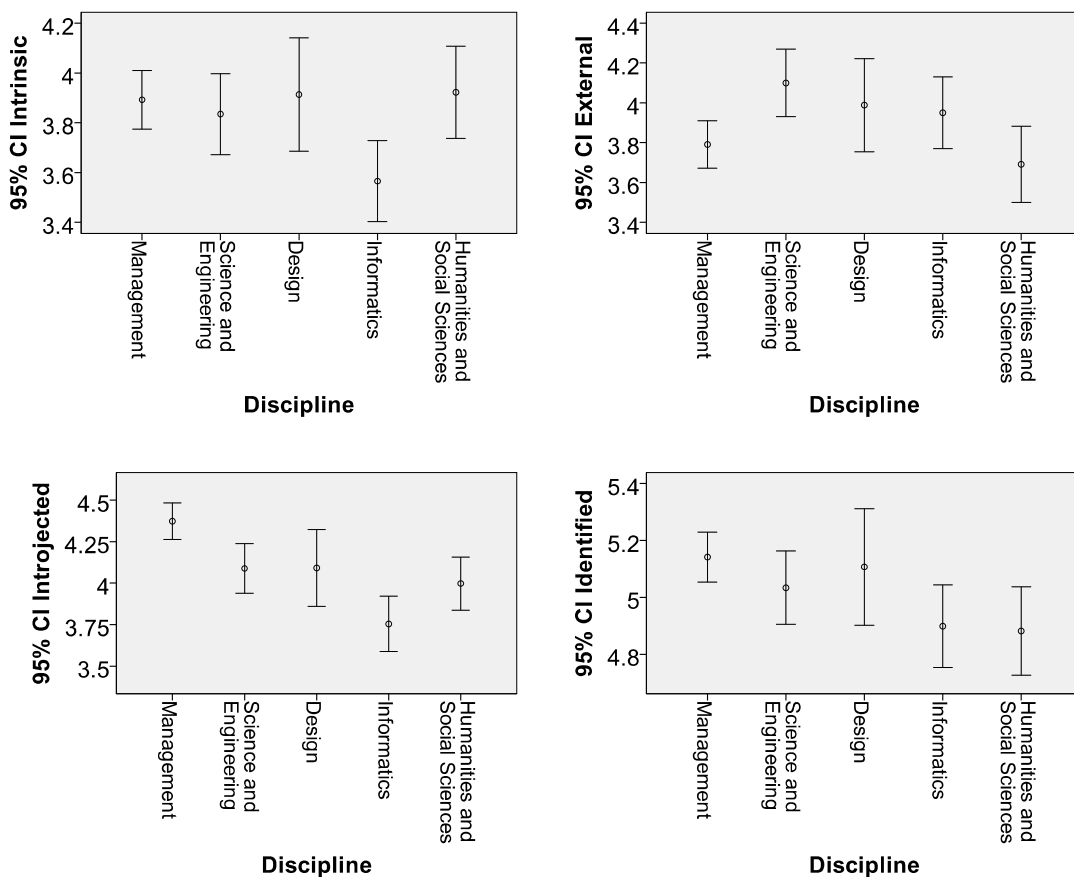 95% CI Intrinsic
4.2
4
3.8
3.6
3.4
Management
Science and
Engineering
Design
Informatics
Humanities and
Social Sciences
Discipline
95% CI External
4.4
4.2
4
3.8
3.6
3.4
Management
Science and
Engineering
Design
Informatics
Humanities and
Social Sciences
Discipline
95% CI Introjected
4.5
4.25
4
3.75
3.5
Management
Science and
Engineering
Design
Informatics
Humanities and
Social Sciences
Discipline
95% CI Identified
5.4
5.2
5
4.8
Management
Science and
Engineering
Design
Informatics
Humanities and
Social Sciences
Discipline